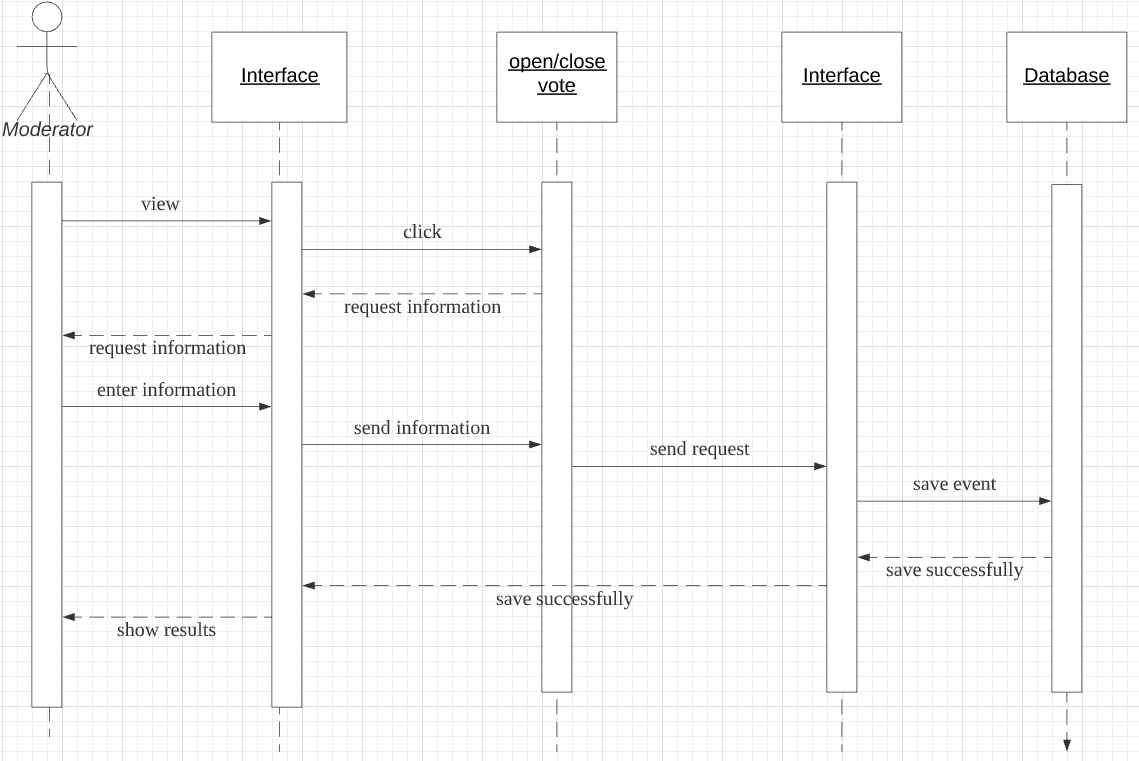 Moderator
Interface
open/close
vote
Interface
Database
view
click
request information
request information
enter information
send information
send request
save event
save successfully
save successfully
show results